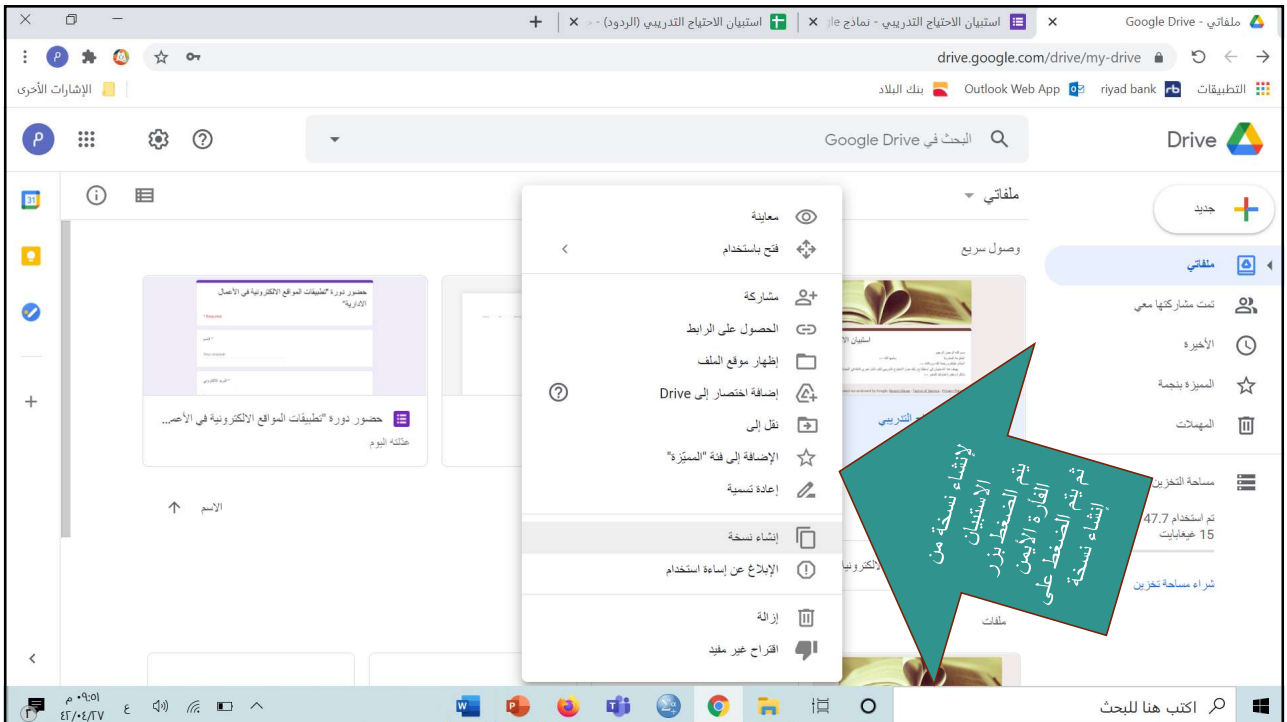 ملفاتي - Google Drive
استبيان الاحتياج التدريبي - نماذج
استبيان الاحتياج التدريبي (الردود) -
drive.google.com/drive/my-drive
التطبيقات
riyad bank
Outlook Web App
بنك البلاد
الإشارات الأخرى
Drive
البحث في Google Drive
P
جديد
ملفاتي
تمت مشاركتها معي
الأخيرة
المميزة بنجمة
المهملات
مساحة التخزين
تم استخدام 47.7
15 غيغابايت
شراء مساحة تخزين
ملفاتي
وصول سريع
معاينة
فتح باستخدام
مشاركة
الحصول على الرابط
إظهار موقع الملف
إضافة اختصار إلى Drive
نقل إلى
الإضافة إلى فئة "المميّزة"
إعادة تسمية
إنشاء نسخة
الإبلاغ عن إساءة استخدام
إزالة
اقتراح غير مفيد
التدريبي
حضور دورة "تطبيقات المواقع الالكترونية في الأعمال
الادارية"
حضور دورة "تطبيقات المواقع الالكترونية في الأعمـ...
عدّلته اليوم
الاسم
ملفات
لإنشاء نسخة من
الاستبيان
يتم الضغط بزر
الفأرة الأيمن
ثم يتم الضغط على
إنشاء نسخة
اكتب هنا للبحث
ع
٠٩:٥١ م
٤٢/٠٤/٢٧